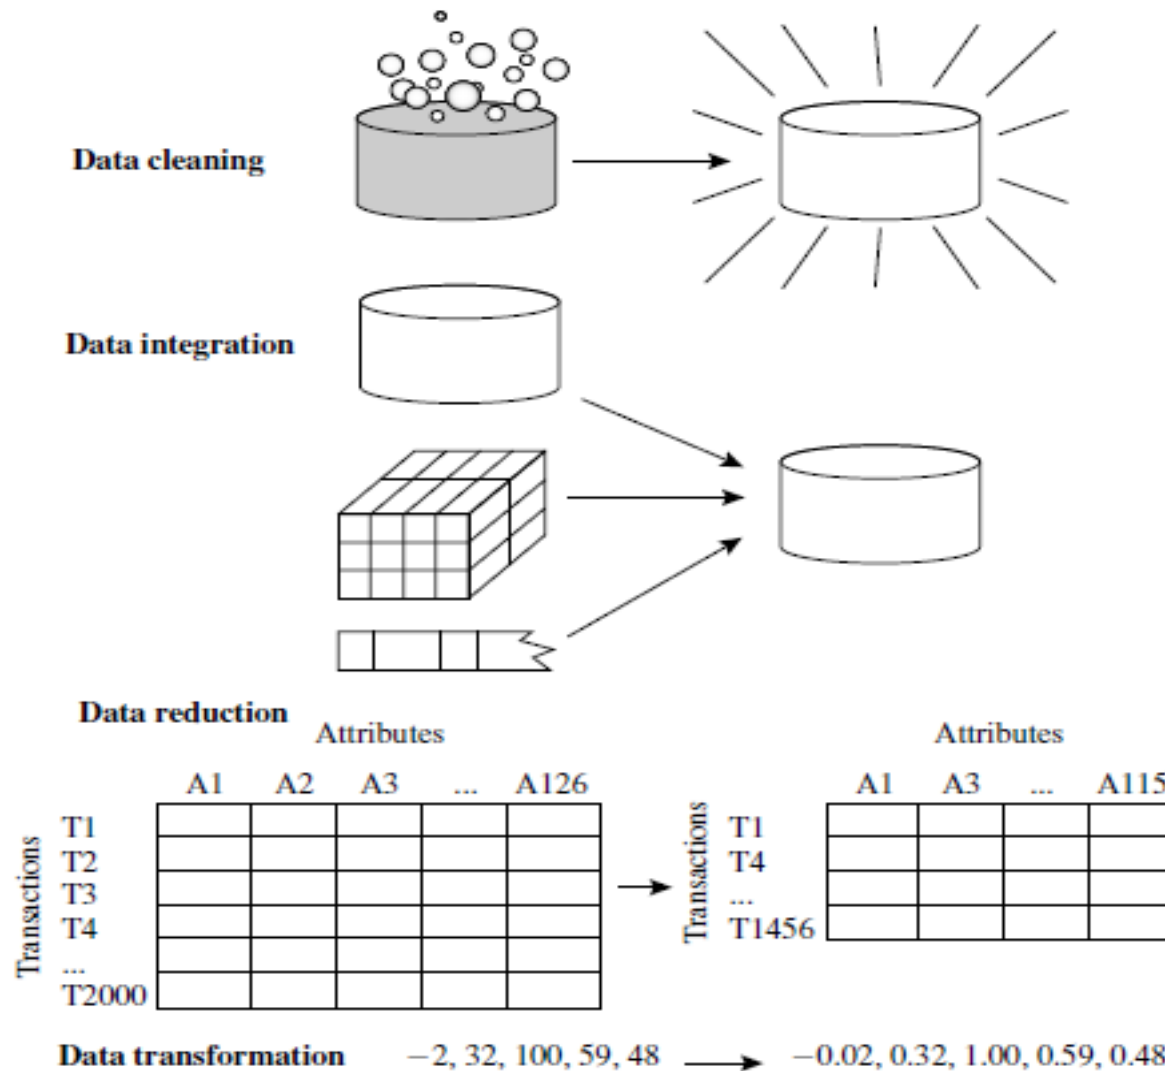 Data cleaning
Data integration
Data reduction
Attributes
A1 A2 A3 ... A126
Transactions
T1
T2
T3
T4
...
T2000
Attributes
A1 A3 ... A115
Transactions
T1
T4
...
T1456
Data transformation −2, 32, 100, 59, 48 −0.02, 0.32, 1.00, 0.59, 0.48